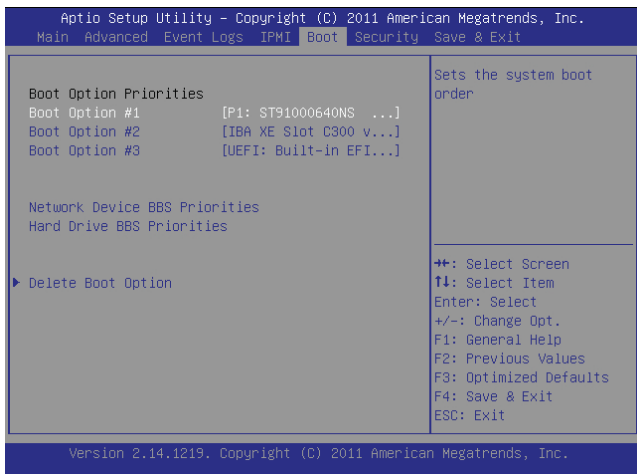 Aptio Setup Utility – Copyright (C) 2011 American Megatrends, Inc.
Main Advanced Event Logs IPMI Boot Security Save & Exit
Boot Option Priorities
Boot Option #1 [P1: ST91000640NS ...]
Boot Option #2 [IBA XE Slot C300 v...]
Boot Option #3 [UEFI: Built-in EFI...]
Network Device BBS Priorities
Hard Drive BBS Priorities
Delete Boot Option
Sets the system boot
order
→←: Select Screen
↑↓: Select Item
Enter: Select
+/-: Change Opt.
F1: General Help
F2: Previous Values
F3: Optimized Defaults
F4: Save & Exit
ESC: Exit
Version 2.14.1219. Copyright (C) 2011 American Megatrends, Inc.